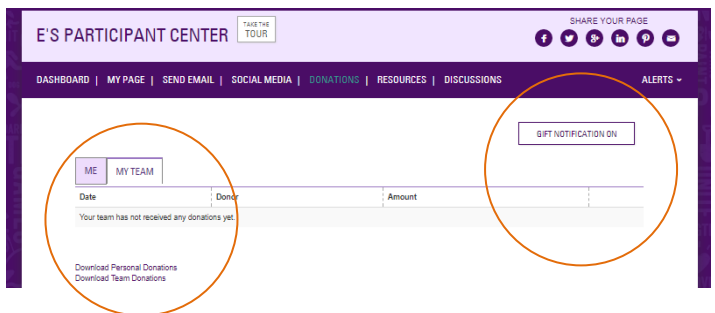 SHARE YOUR PAGE
E'S PARTICIPANT CENTER
TAKE THE
TOUR
DASHBOARD | MY PAGE | SEND EMAIL | SOCIAL MEDIA | DONATIONS | RESOURCES | DISCUSSIONS ALERTS
GIFT NOTIFICATION ON
ME MY TEAM
Date Donor Amount
Your team has not received any donations yet.
Download Personal Donations
Download Team Donations